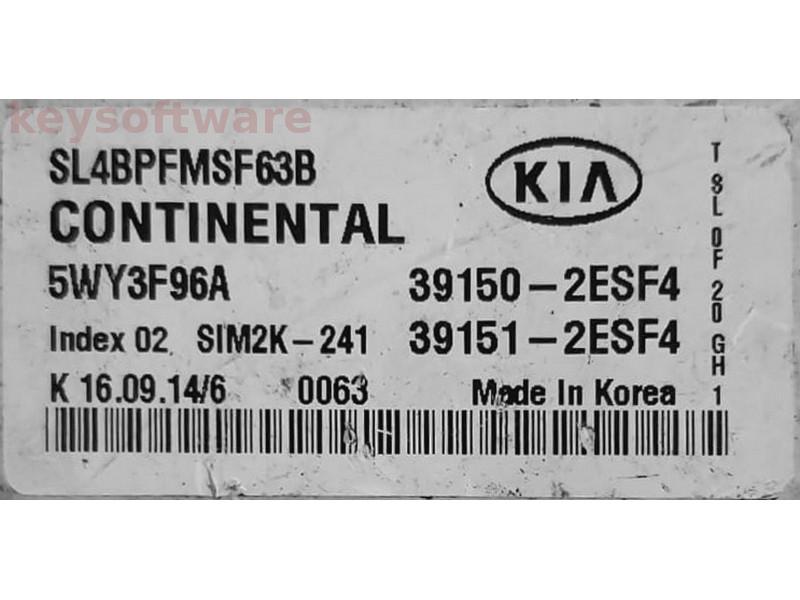 keysoftware
SL4BPFMSF63B
KIA
CONTINENTAL
5WY3F96A 39150-2ESF4
Index 02 SIM2K-241 39151-2ESF4
K 16.09.14/6 0063 Made In Korea
T 8L 0F 20 GH 1